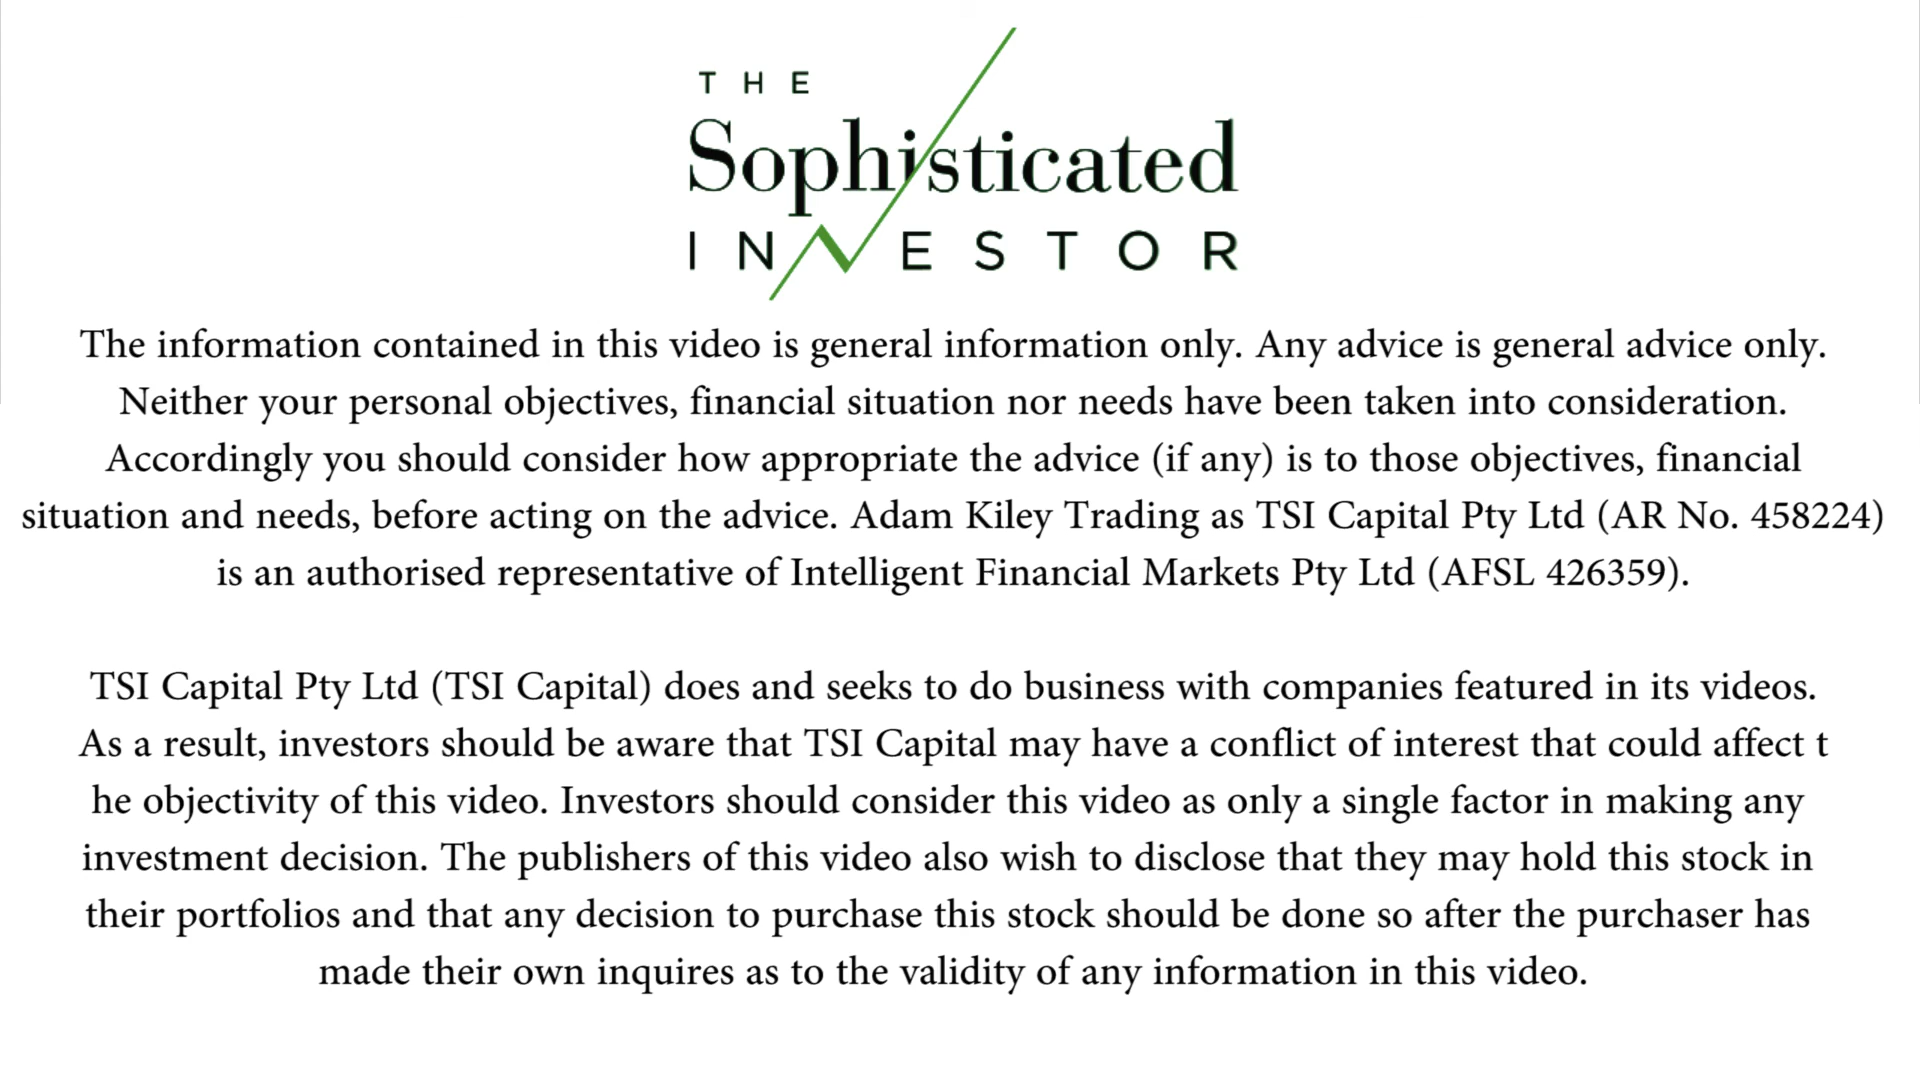 THE
Sophisticated
INVESTOR
The information contained in this video is general information only. Any advice is general advice only.
Neither your personal objectives, financial situation nor needs have been taken into consideration.
Accordingly you should consider how appropriate the advice (if any) is to those objectives, financial
situation and needs, before acting on the advice. Adam Kiley Trading as TSI Capital Pty Ltd (AR No. 458224)
is an authorised representative of Intelligent Financial Markets Pty Ltd (AFSL 426359).
TSI Capital Pty Ltd (TSI Capital) does and seeks to do business with companies featured in its videos.
As a result, investors should be aware that TSI Capital may have a conflict of interest that could affect t
he objectivity of this video. Investors should consider this video as only a single factor in making any
investment decision. The publishers of this video also wish to disclose that they may hold this stock in
their portfolios and that any decision to purchase this stock should be done so after the purchaser has
made their own inquires as to the validity of any information in this video.